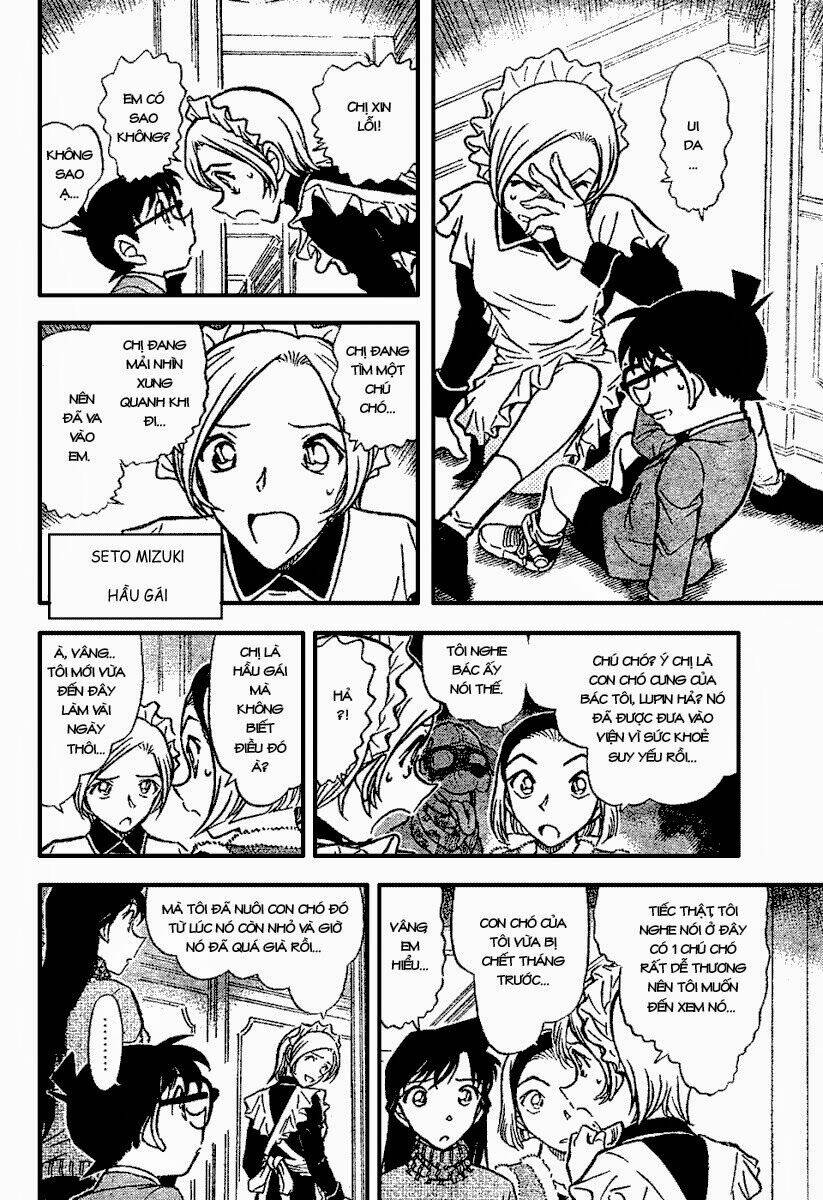 UI
DA
...
CHỊ XIN
LỖI!
EM CÓ
SAO
KHÔNG?
KHÔNG
SAO
Ạ...
CHỊ ĐANG
TÌM MỘT
CHÚ
CHÓ...
CHỊ ĐANG
MẢI NHÌN
XUNG
QUANH KHI
ĐI...
NÊN
ĐÃ VA
VÀO
EM.
SETO MIZUKI
HẦU GÁI
CHÚ CHÓ? Ý CHỊ LÀ
CON CHÓ CƯNG CỦA
BÁC TÔI, LUPIN HẢ? NÓ
ĐÃ ĐƯỢC ĐƯA VÀO
VIỆN VÌ SỨC KHOẺ
SUY YẾU RỒI...
TÔI NGHE
BÁC ẤY
NÓI THẾ.
HẢ
?!
CHỊ LÀ
HẦU GÁI
MÀ
KHÔNG
BIẾT
ĐIỀU ĐÓ
À?
À, VÂNG..
TÔI MỚI VỪA
ĐẾN ĐÂY
LÀM VÀI
NGÀY
THÔI...
TIẾC THẬT, TÔI
NGHE NÓI Ở ĐÂY
CÓ 1 CHÚ CHÓ
RẤT DỄ THƯƠNG
NÊN TÔI MUỐN
ĐẾN XEM NÓ...
CON CHÓ CỦA
TÔI VỪA BỊ
CHẾT THÁNG
TRƯỚC...
VÂNG,
EM
HIỂU...
MÀ TÔI ĐÃ NUÔI CON CHÓ ĐÓ
TỪ LÚC NÓ CÒN NHỎ VÀ GIỜ
NÓ ĐÃ QUÁ GIÀ RỒI...
........